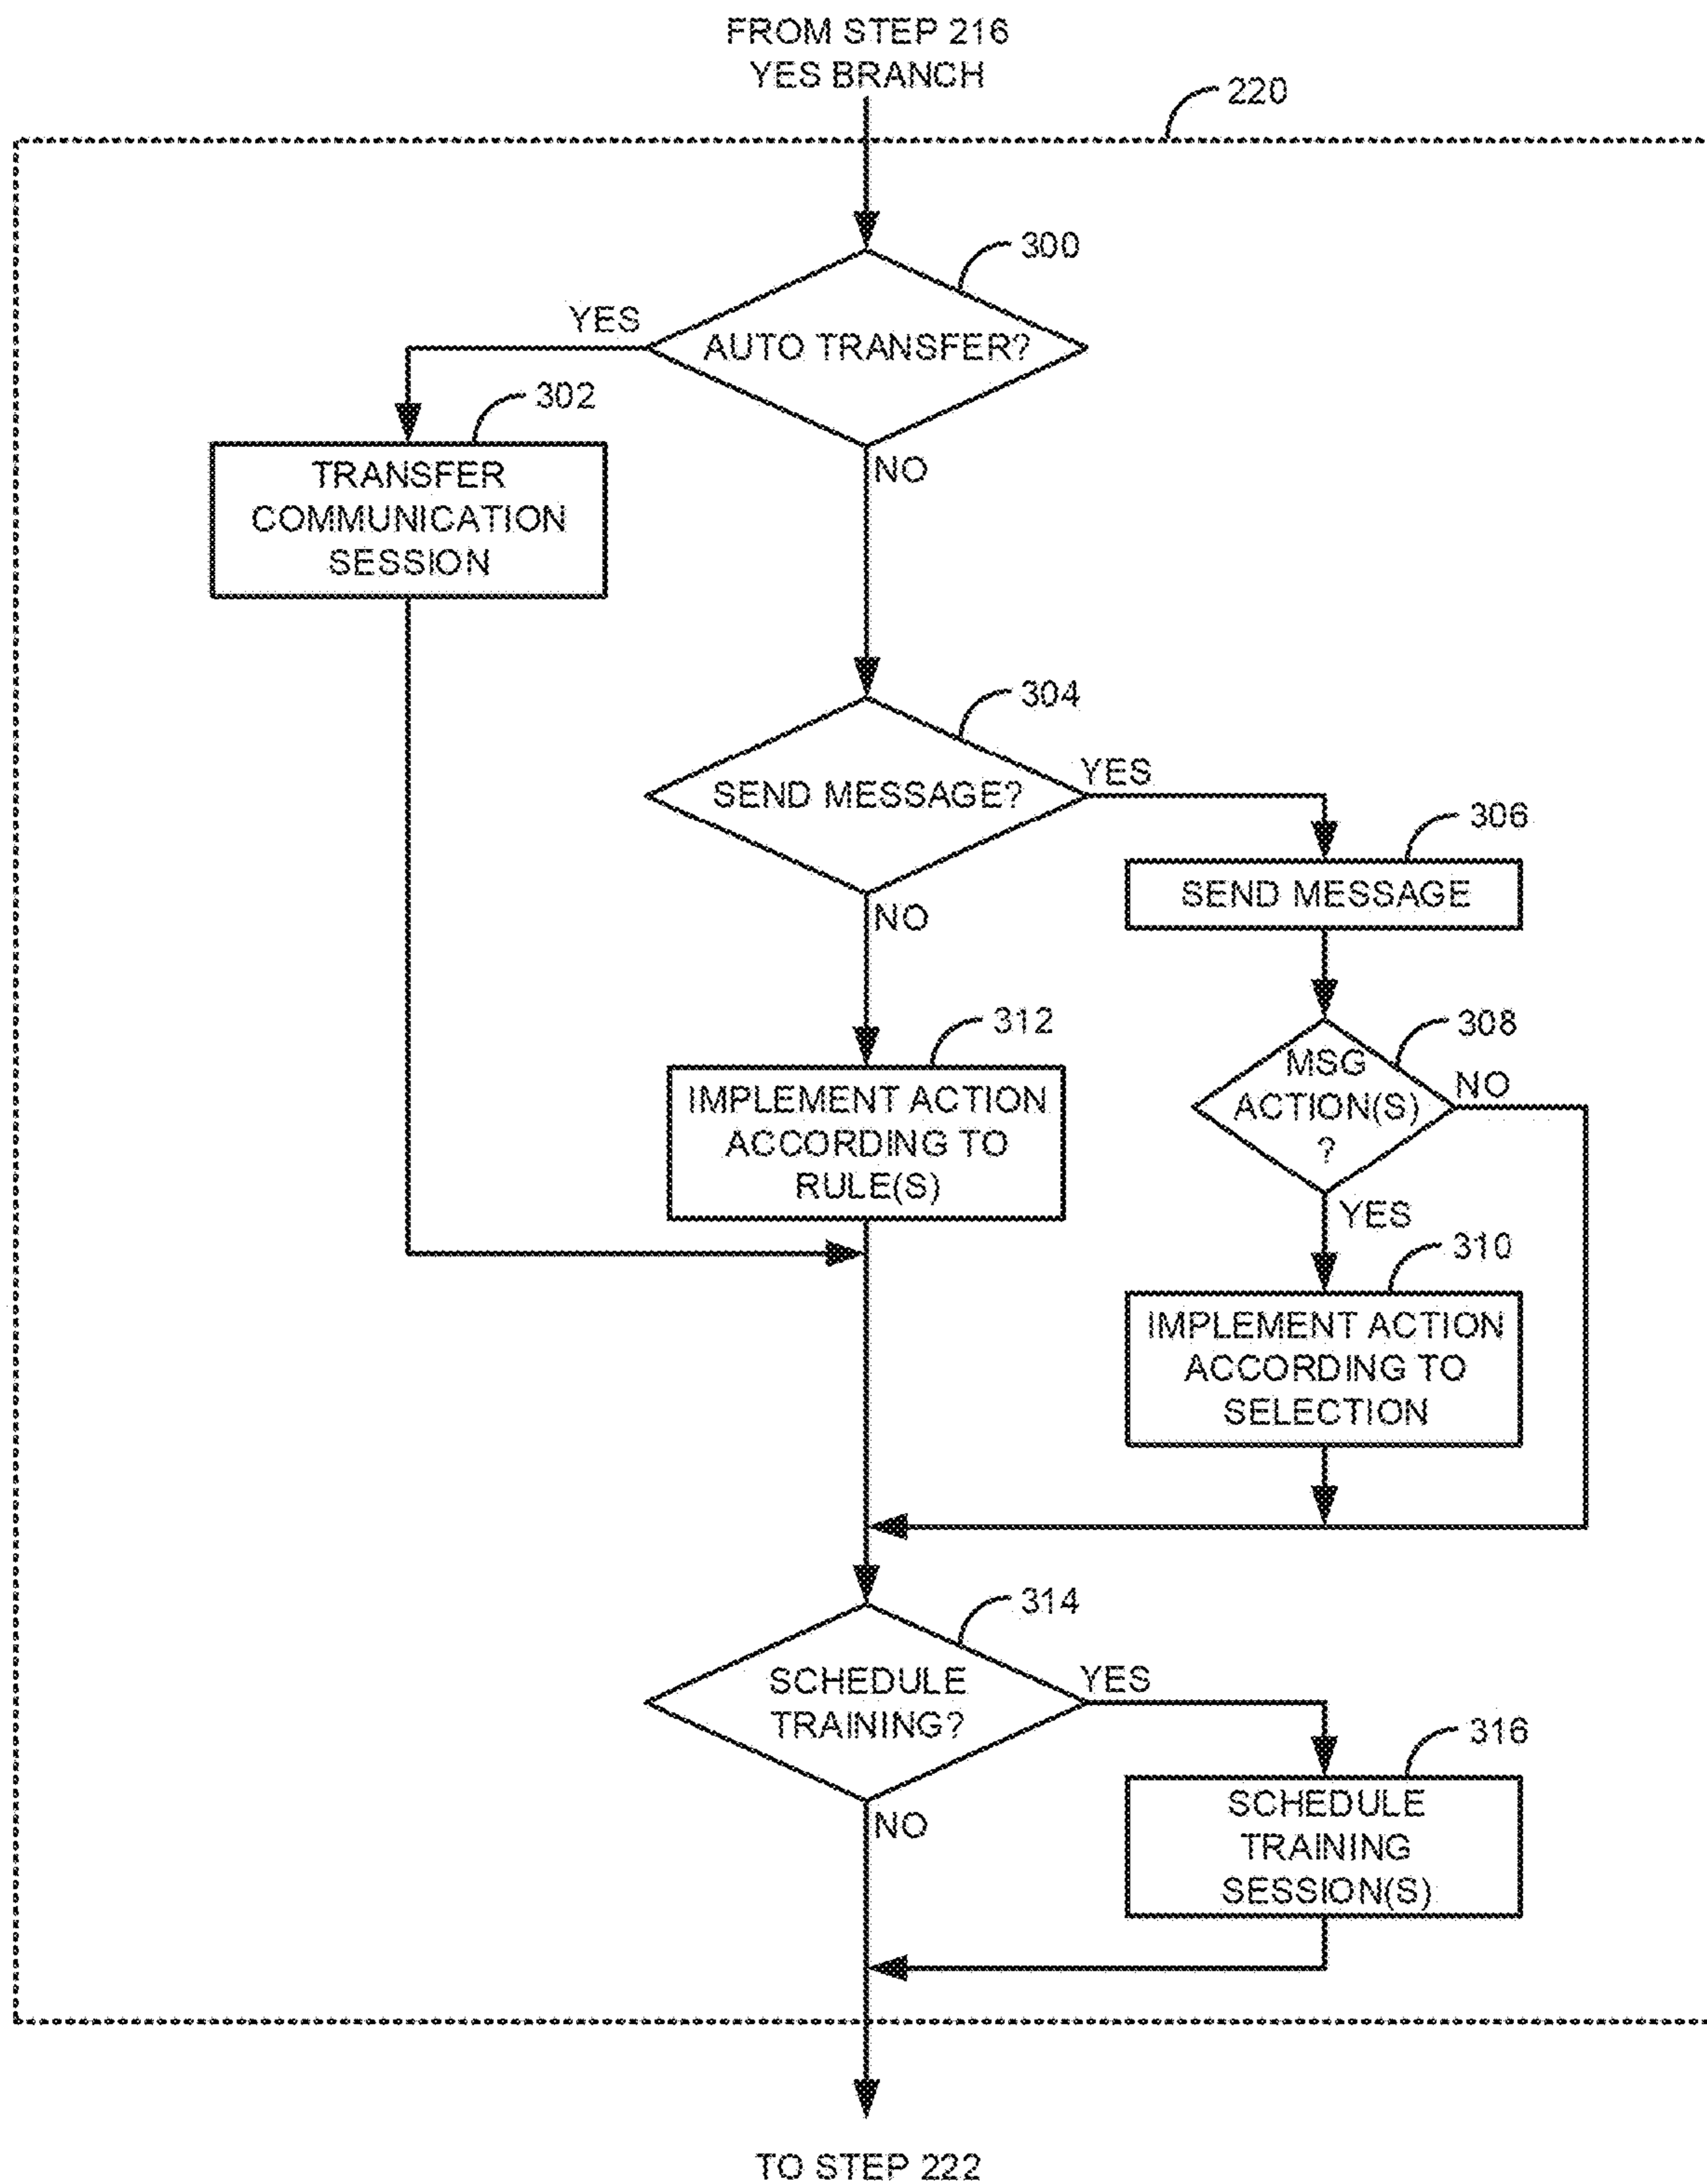 FROM STEP 216
YES BRANCH
220
300
YES
AUTO TRANSFER?
302
NO
TRANSFER
COMMUNICATION
SESSION
304
YES
SEND MESSAGE?
306
SEND MESSAGE
NO
312
308
MSG
ACTION(S)
?
NO
IMPLEMENT ACTION
ACCORDING TO
RULE(S)
YES
310
IMPLEMENT ACTION
ACCORDING TO
SELECTION
314
SCHEDULE
TRAINING?
YES
316
NO
SCHEDULE
TRAINING
SESSION(S)
TO STEP 222